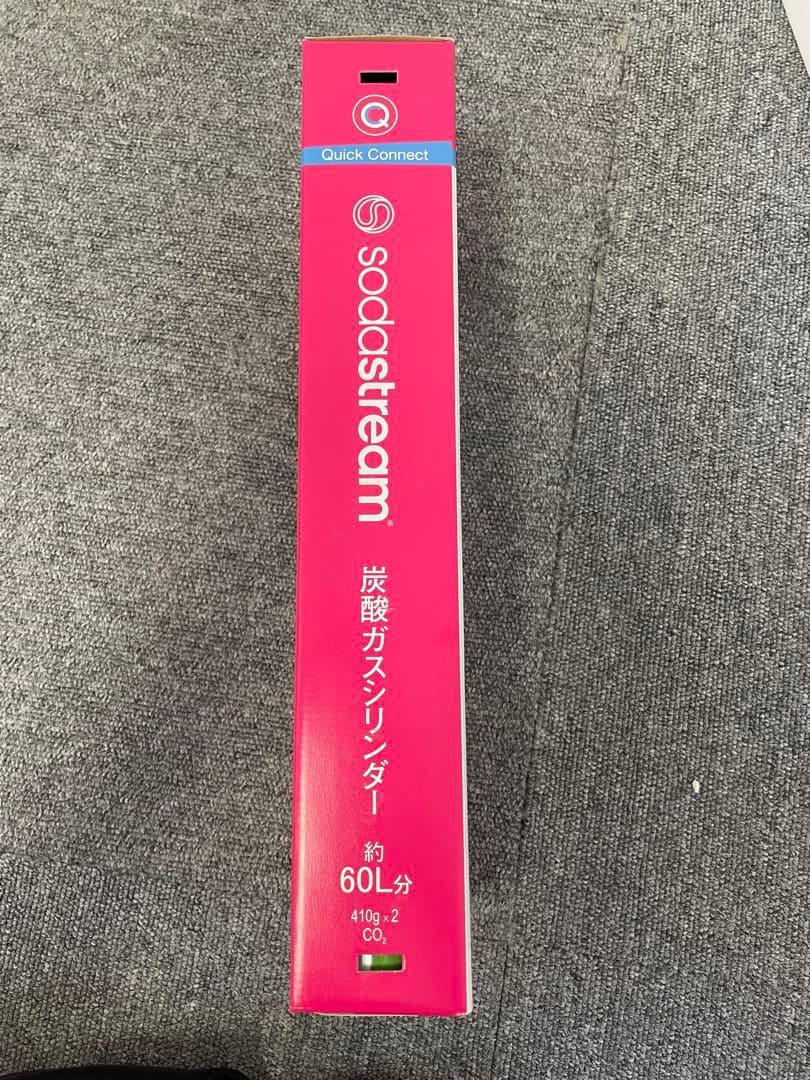 Q
Quick Connect
sodastream®
炭酸ガスシリンダー
約
60L分
410g×2
CO₂